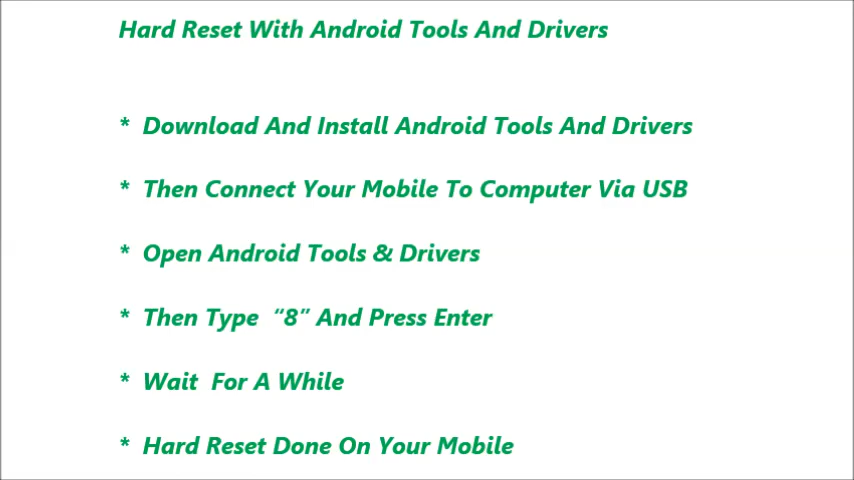 Hard Reset With Android Tools And Drivers
* Download And Install Android Tools And Drivers
* Then Connect Your Mobile To Computer Via USB
* Open Android Tools & Drivers
* Then Type “8” And Press Enter
* Wait For A While
* Hard Reset Done On Your Mobile